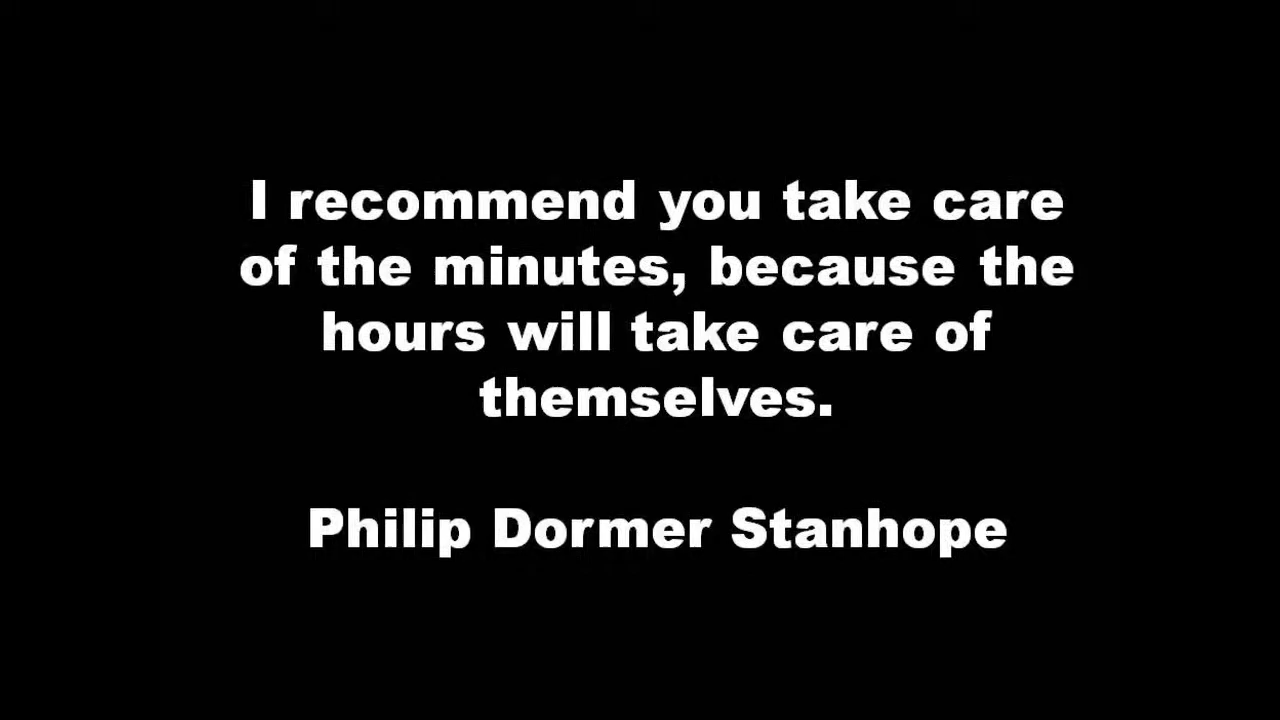 I recommend you take care
of the minutes, because the
hours will take care of
themselves.
Philip Dormer Stanhope